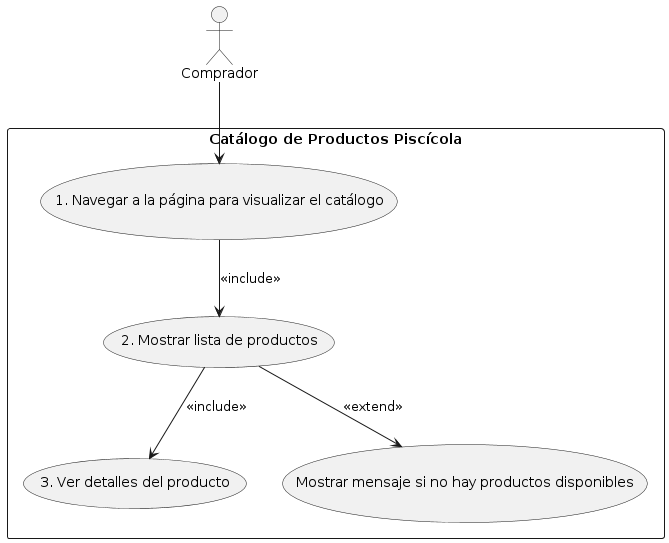 Comprador
Catálogo de Productos Piscícola
1. Navegar a la página para visualizar el catálogo
«include»
2. Mostrar lista de productos
«include»
«extend»
3. Ver detalles del producto
Mostrar mensaje si no hay productos disponibles